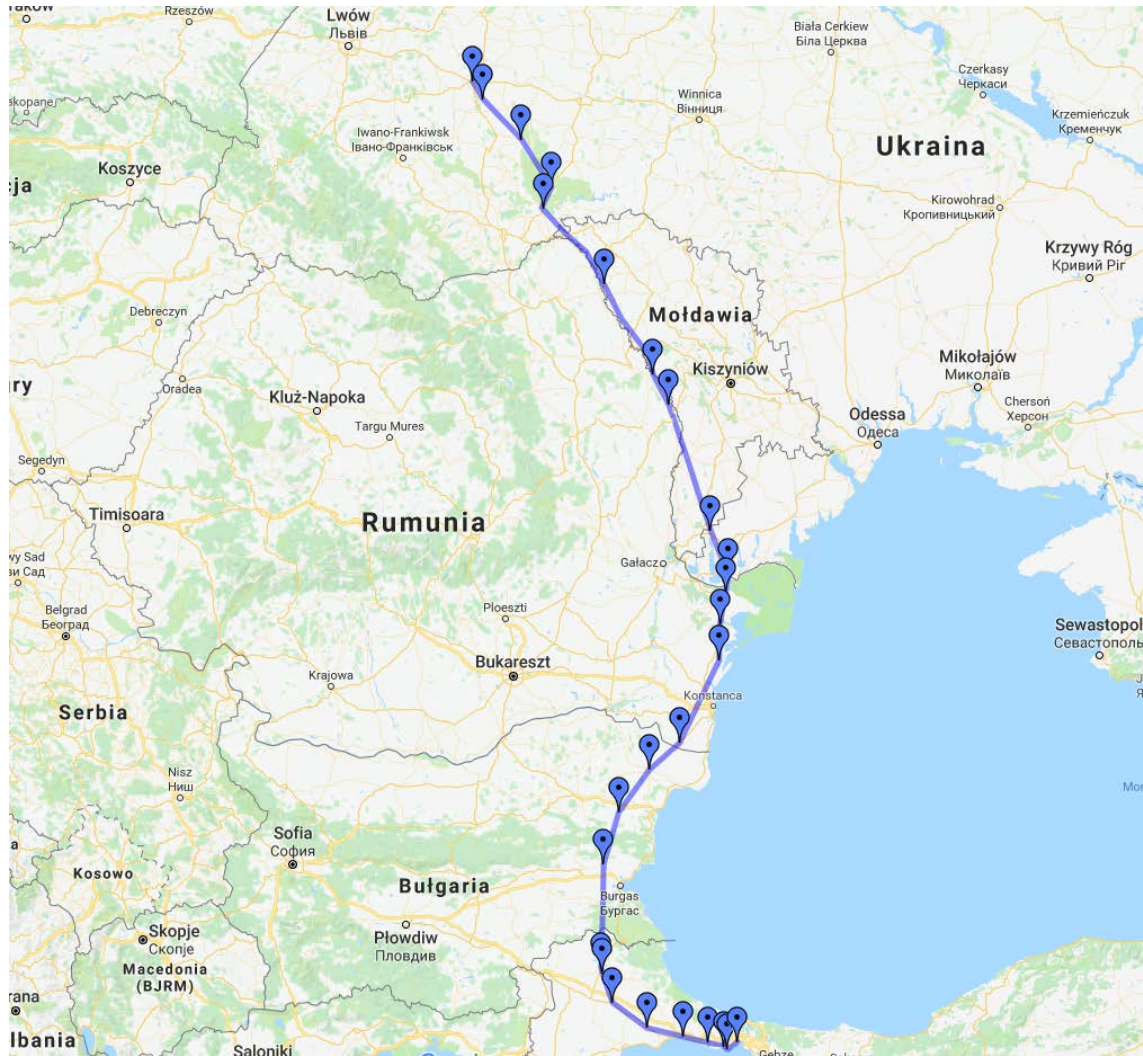 Rzeszów
Lwów
Львів
Biała Cerkiew
Біла Церква
Czerkasy
Черкаси
Winnica
Вінниця
Krzemieńczuk
Кременчук
Iwano-Frankiwsk
Івано-Франківськ
Koszyce
Ukraina
Kirowohrad
Кропивницький
Krzywy Róg
Кривий Ріг
Debreczyn
Mołdawia
Kiszyniów
Mikołajów
Миколаїв
Oradea
Kluż-Napoka
Targu Mures
Odessa
Одеса
Chersoń
Херсон
Segedyn
Timisoara
Rumunia
Gałacz
Belgrad
Београд
Ploeszti
Sewastopol
Севастополь
Bukareszt
Krajowa
Konstanca
Serbia
Nisz
Ниш
Sofia
София
Kosowo
Bułgaria
Burgas
Бургас
Skopje
Скопје
Płowdiw
Пловдив
Macedonia
(BJRM)
Saloniki
Gebze